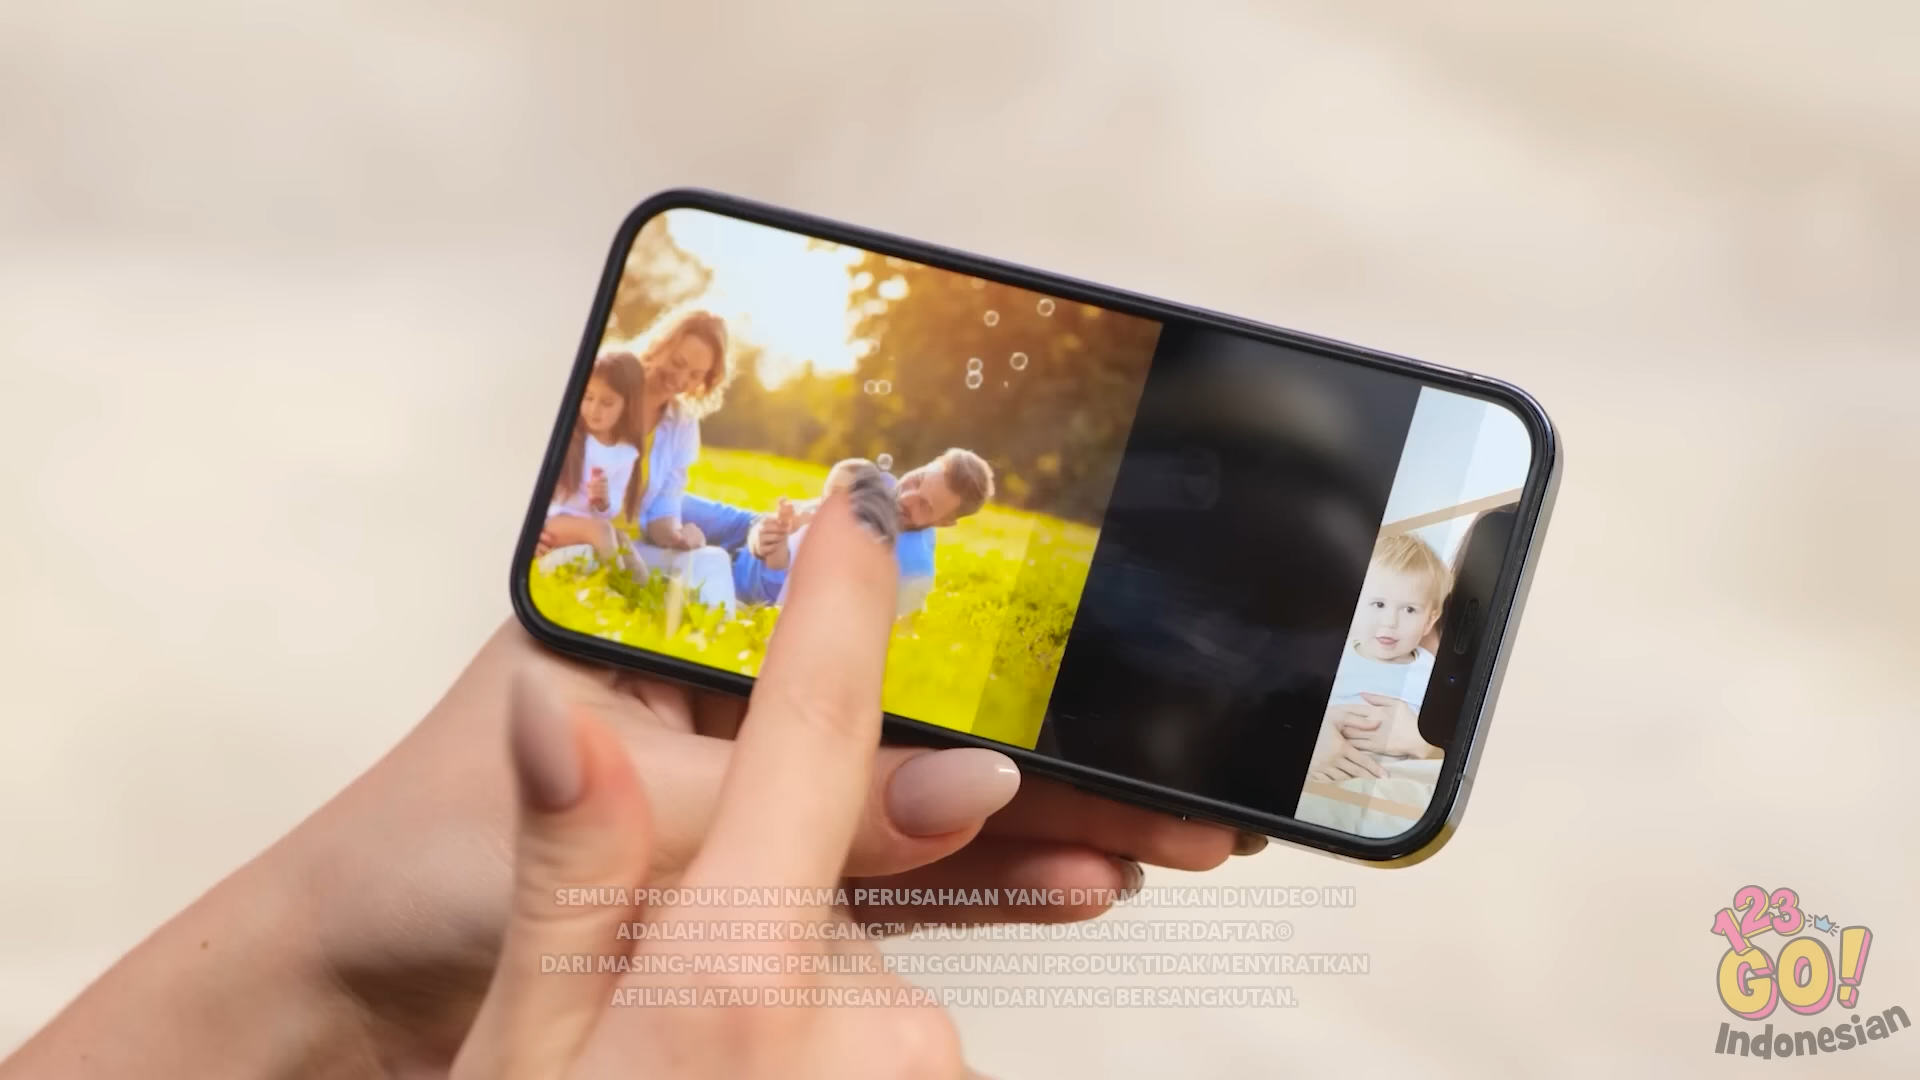 SEMUA PRODUK DAN NAMA PERUSAHAAN YANG DITAMPILKAN DI VIDEO INI
ADALAH MEREK DAGANG™ ATAU MEREK DAGANG TERDAFTAR®
DARI MASING-MASING PEMILIK. PENGGUNAAN PRODUK TIDAK MENYIRATKAN
AFILIASI ATAU DUKUNGAN APA PUN DARI YANG BERSANGKUTAN.
123
GO!
Indonesian